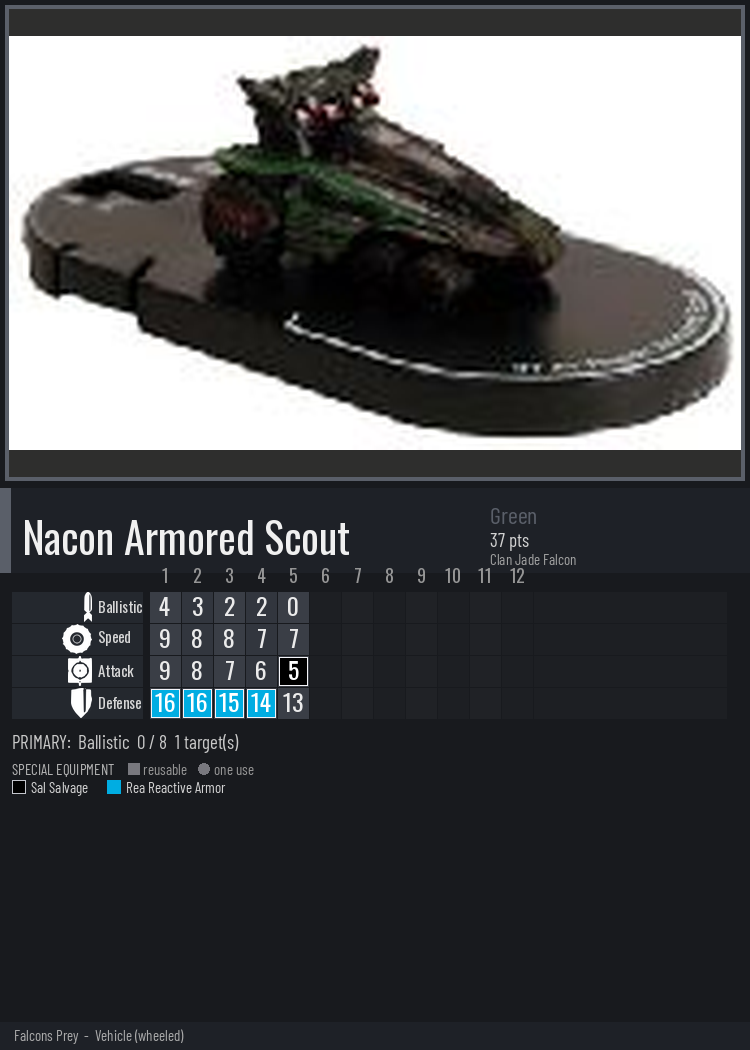 Nacon Armored Scout
Green
37 pts
Clan Jade Falcon
1 2 3 4 5 6 7 8 9 10 11 12
Ballistic 4 3 2 2 0
Speed 9 8 8 7 7
Attack 9 8 7 6 5
Defense 16 16 15 14 13
PRIMARY: Ballistic 0 / 8 1 target(s)
SPECIAL EQUIPMENT reusable one use
Sal Salvage Rea Reactive Armor
Falcons Prey - Vehicle (wheeled)